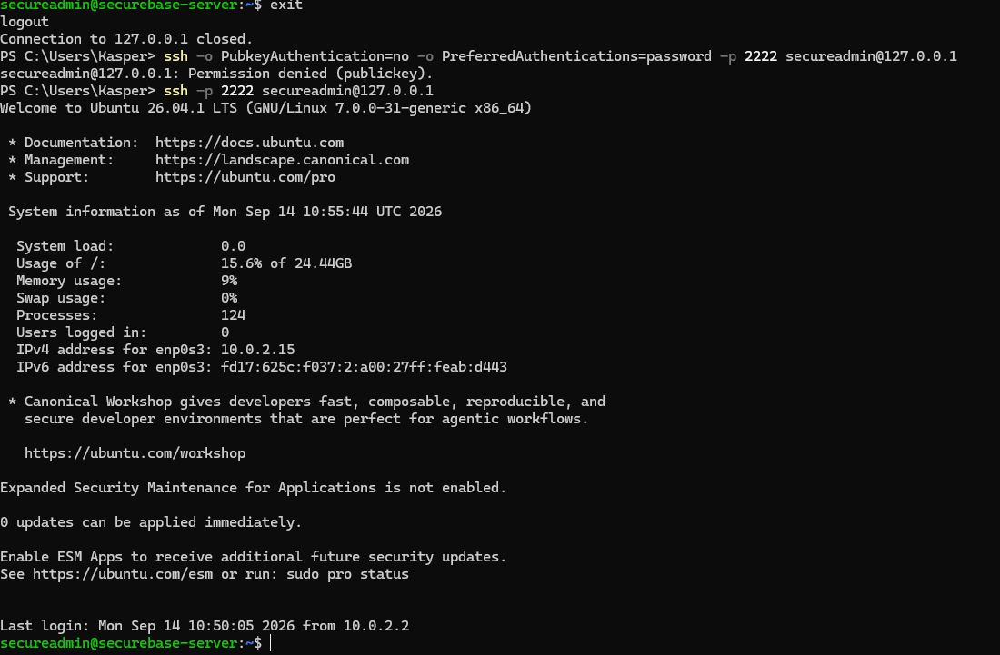 secureadmin@securebase-server:~$ exit
logout
Connection to 127.0.0.1 closed.
PS C:\Users\Kasper> ssh -o PubkeyAuthentication=no -o PreferredAuthentications=password -p 2222 secureadmin@127.0.0.1
secureadmin@127.0.0.1: Permission denied (publickey).
PS C:\Users\Kasper> ssh -p 2222 secureadmin@127.0.0.1
Welcome to Ubuntu 26.04.1 LTS (GNU/Linux 7.0.0-31-generic x86_64)
* Documentation:  https://docs.ubuntu.com
* Management:     https://landscape.canonical.com
* Support:        https://ubuntu.com/pro
System information as of Mon Sep 14 10:55:44 UTC 2026
System load:             0.0
Usage of /:              15.6% of 24.44GB
Memory usage:            9%
Swap usage:              0%
Processes:               124
Users logged in:         0
IPv4 address for enp0s3: 10.0.2.15
IPv6 address for enp0s3: fd17:625c:f037:2:a00:27ff:feab:d443
* Canonical Workshop gives developers fast, composable, reproducible, and
secure developer environments that are perfect for agentic workflows.
https://ubuntu.com/workshop
Expanded Security Maintenance for Applications is not enabled.
0 updates can be applied immediately.
Enable ESM Apps to receive additional future security updates.
See https://ubuntu.com/esm or run: sudo pro status
Last login: Mon Sep 14 10:50:05 2026 from 10.0.2.2
secureadmin@securebase-server:~$